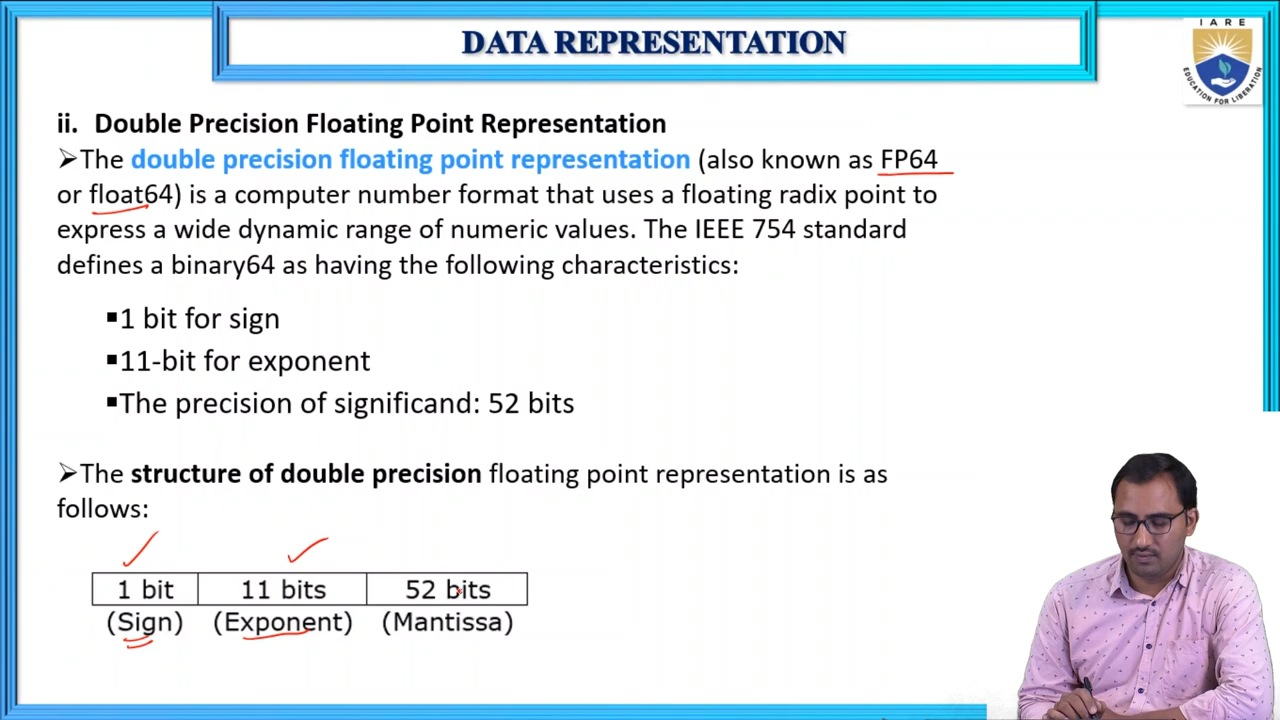 DATA REPRESENTATION
IARE
EDUCATION FOR LIBERATION
ii. Double Precision Floating Point Representation
➢The double precision floating point representation (also known as FP64
or float64) is a computer number format that uses a floating radix point to
express a wide dynamic range of numeric values. The IEEE 754 standard
defines a binary64 as having the following characteristics:
▪1 bit for sign
▪11-bit for exponent
▪The precision of significand: 52 bits
➢The structure of double precision floating point representation is as
follows:
1 bit 11 bits 52 bits
(Sign) (Exponent) (Mantissa)